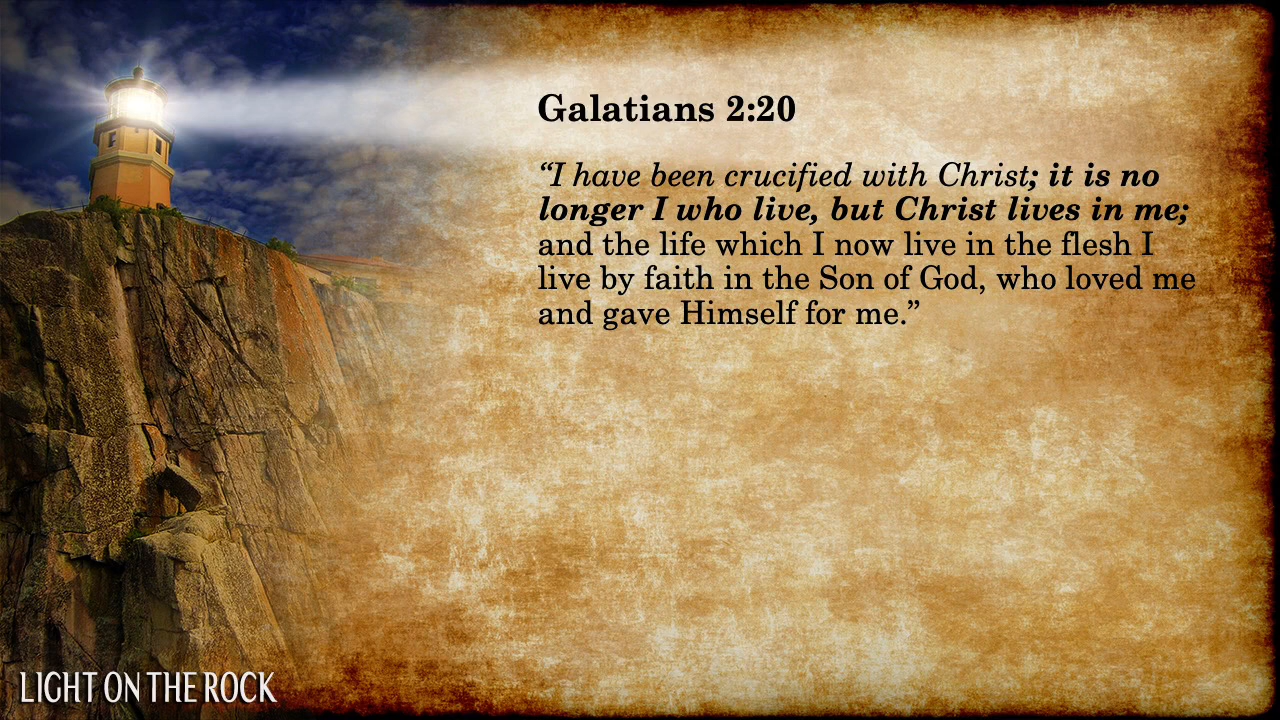 Galatians 2:20
“I have been crucified with Christ; it is no
longer I who live, but Christ lives in me;
and the life which I now live in the flesh I
live by faith in the Son of God, who loved me
and gave Himself for me.”
LIGHT ON THE ROCK